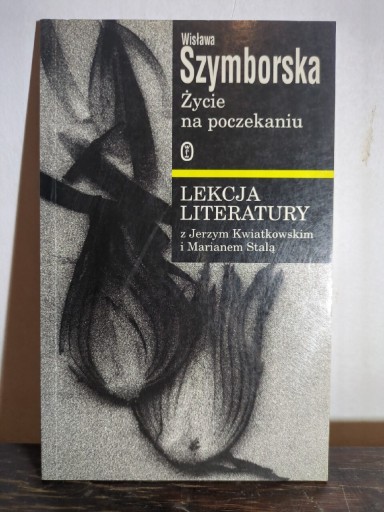 Wisława
Szymborska
Życie
na poczekaniu
LEKCJA
LITERATURY
z Jerzym Kwiatkowskim
i Marianem Stalą